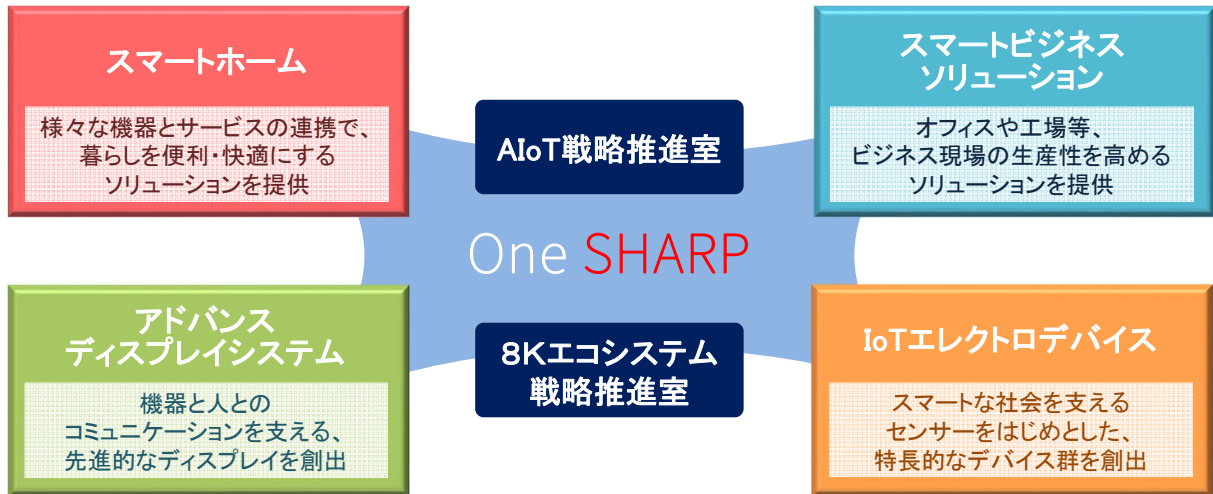 スマートホーム
様々な機器とサービスの連携で、
暮らしを便利・快適にする
ソリューションを提供
スマートビジネス
ソリューション
オフィスや工場等、
ビジネス現場の生産性を高める
ソリューションを提供
AIoT戦略推進室
One SHARP
8Kエコシステム
戦略推進室
アドバンス
ディスプレイシステム
機器と人との
コミュニケーションを支える、
先進的なディスプレイを創出
IoTエレクトロデバイス
スマートな社会を支える
センサーをはじめとした、
特長的なデバイス群を創出